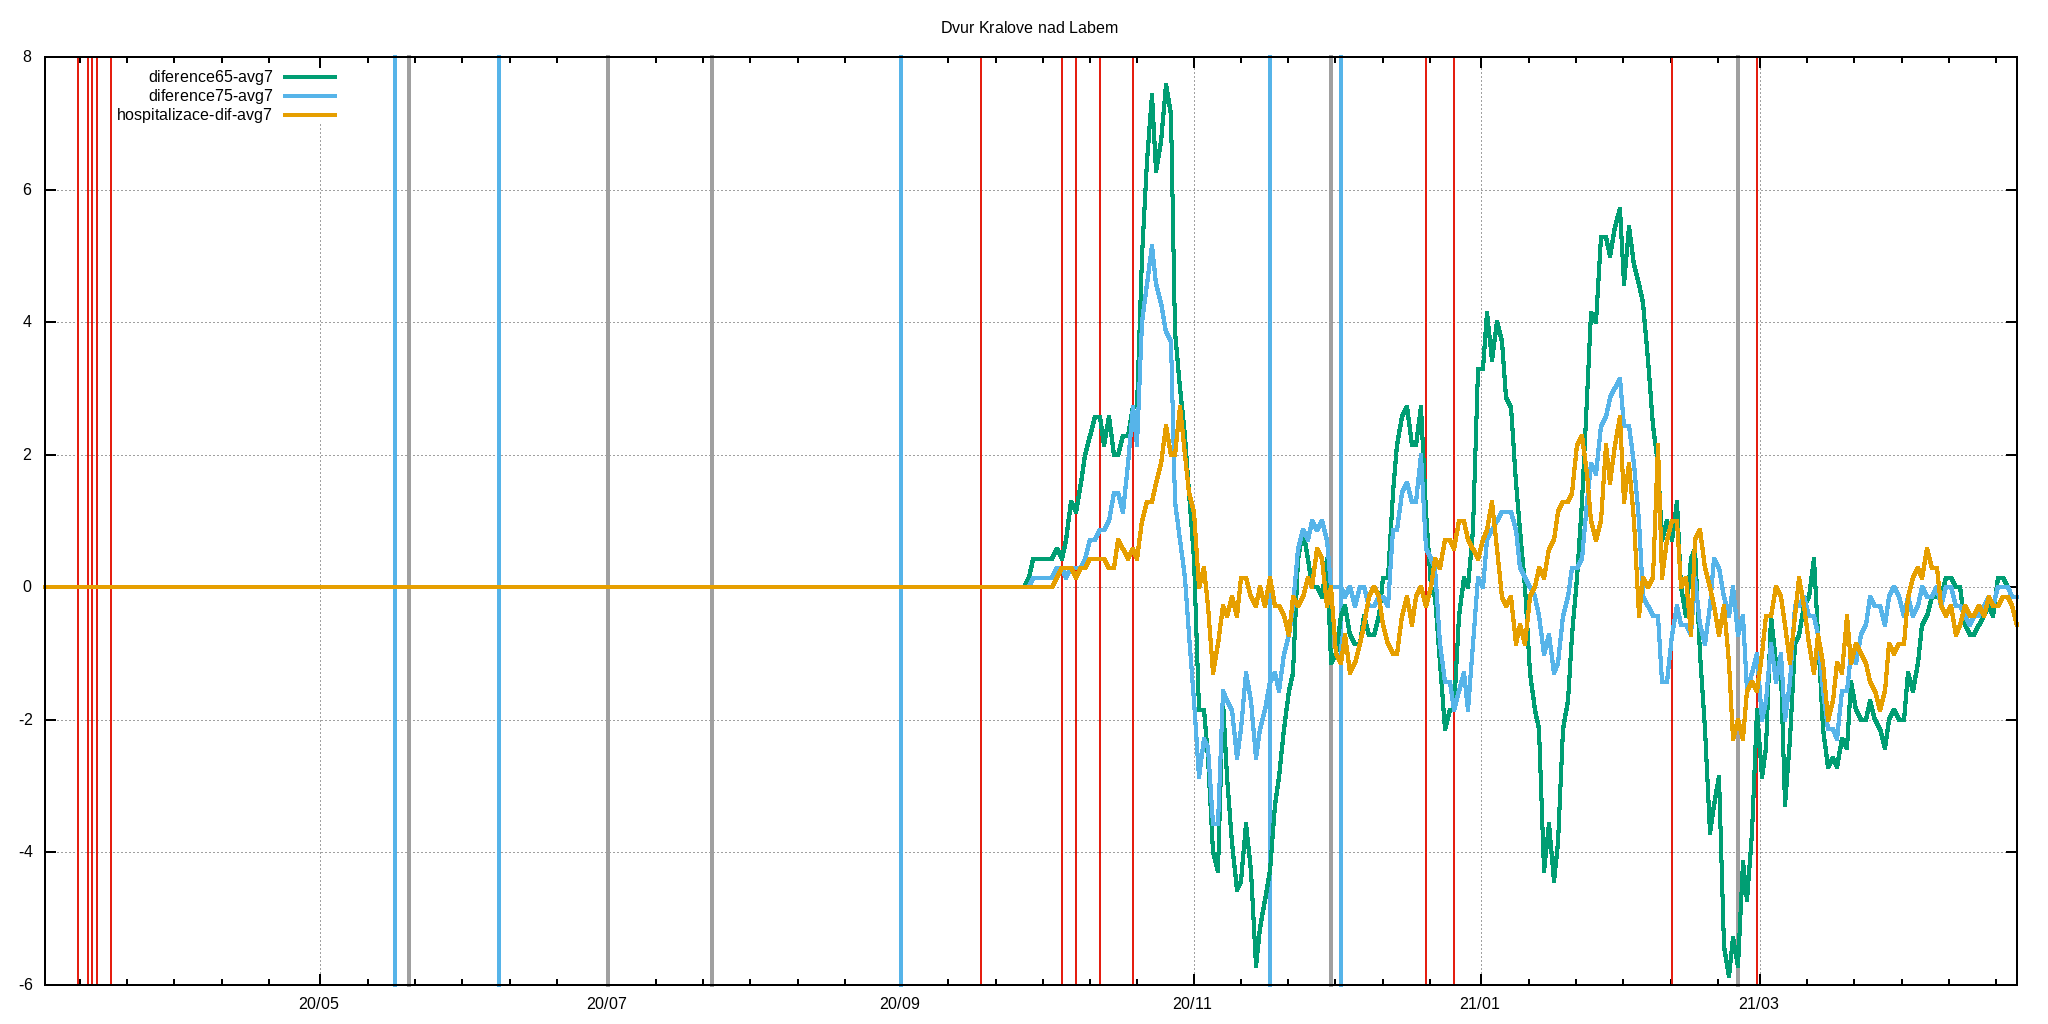 Dvur Kralove nad Labem
8
6
4
2
0
-2
-4
-6
diference65-avg7
diference75-avg7
hospitalizace-dif-avg7
20/05 20/07 20/09 20/11 21/01 21/03